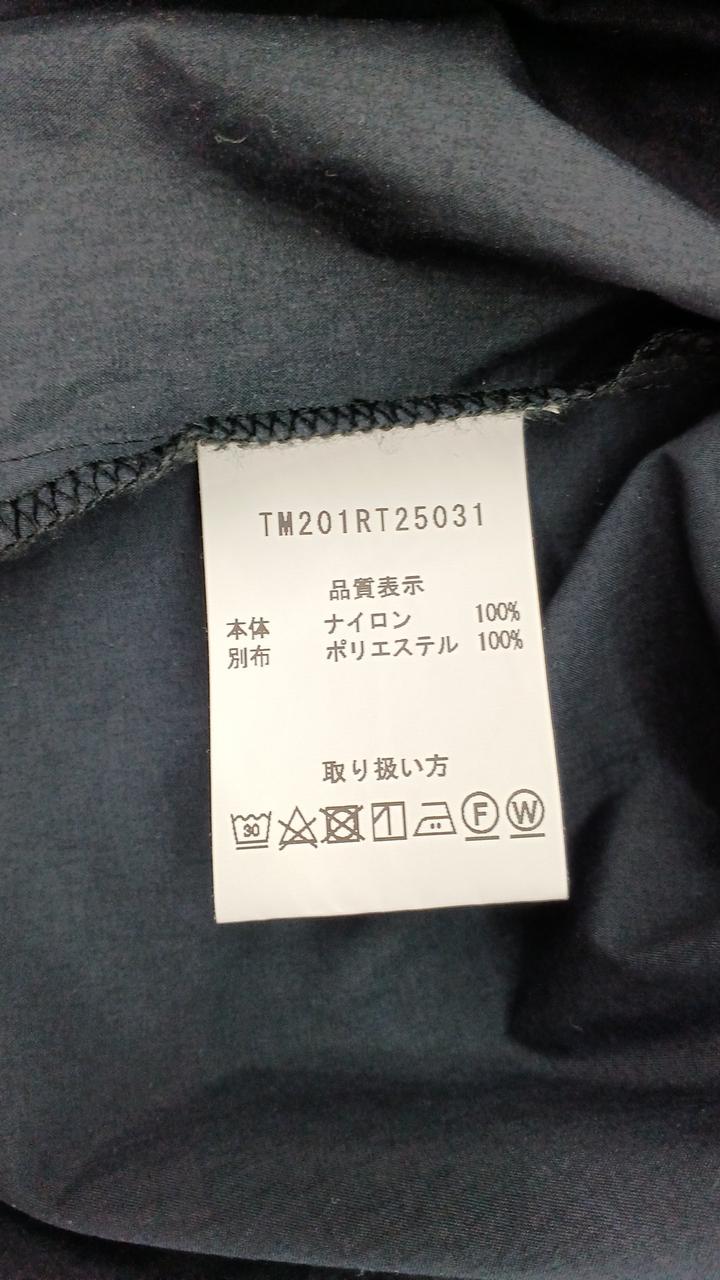 TM201RT25031
品質表示
本体 ナイロン 100%
別布 ポリエステル 100%
取り扱い方
30 F W